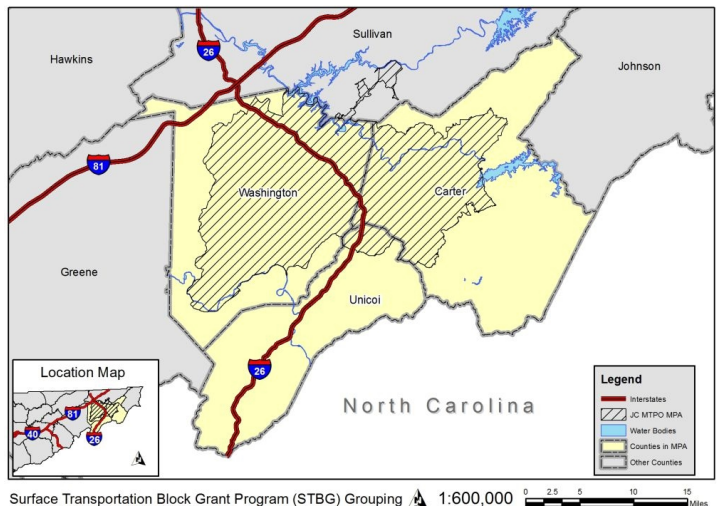 Sullivan
Hawkins
26
Johnson
81
Washington
Carter
Greene
Unicoi
26
North Carolina
Location Map
81
40
26
Legend
Interstates
JC MTPO MPA
Water Bodies
Counties in MPA
Other Counties
Surface Transportation Block Grant Program (STBG) Grouping 1:600,000
0 2.5 5 10 15
Miles